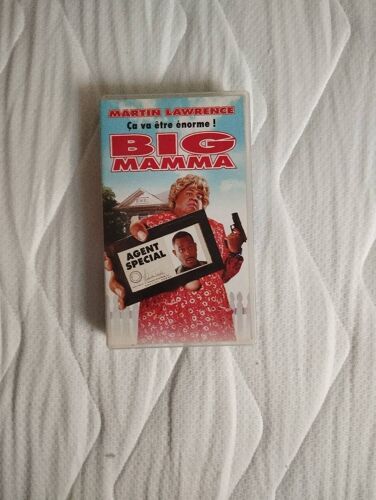 MARTIN LAWRENCE
Ça va être énorme !
BIG
MAMMA
AGENT
SPECIAL